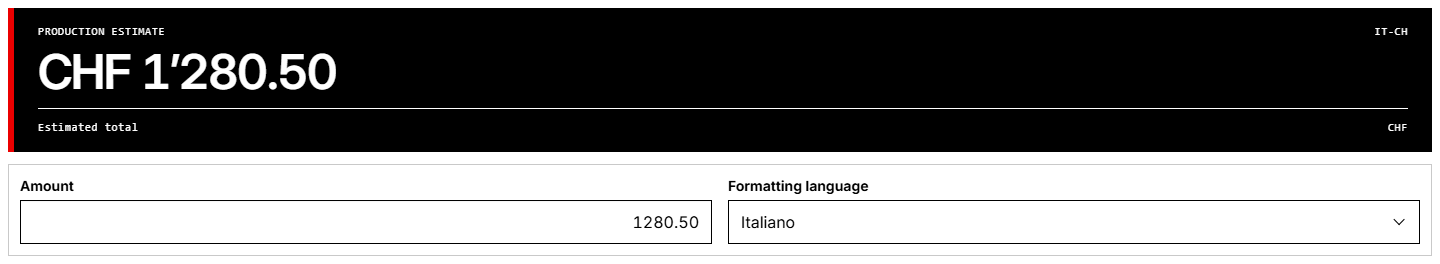 PRODUCTION ESTIMATE
IT-CH
CHF 1’280.50
Estimated total
CHF
Amount
Formatting language
1280.50
Italiano